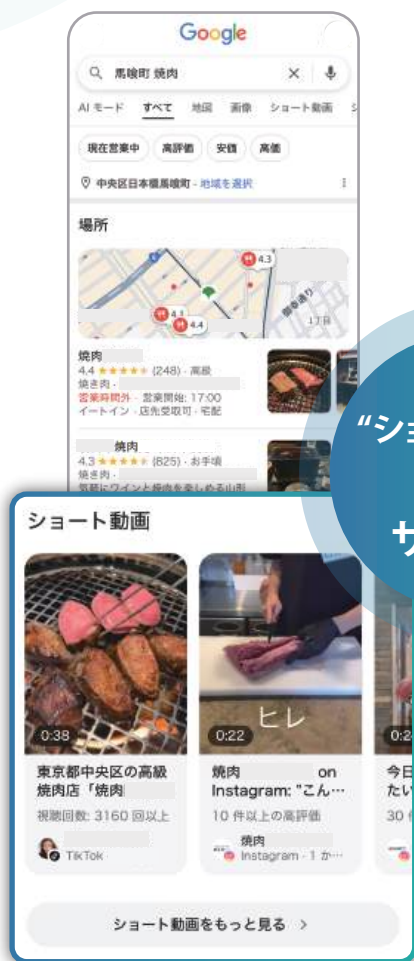 Google
馬喰町 焼肉
AI モード すべて 地図 画像 ショート動画
現在営業中 高評価 安価 高価
中央区日本橋馬喰町 - 地域を選択
場所
4.3
4.1
4.4
御幸通り
1丁目
焼肉
4.4 (248) · 高級
焼き肉 ·
営業時間外 · 営業開始: 17:00
イートイン · 店先受取可 · 宅配
焼肉
4.3 (825) · お手頃
焼き肉 ·
気軽にワインと焼肉を楽しめる山形
“ショ
サ
ショート動画
0:38
ヒレ
0:22
0:2
東京都中央区の高級
焼肉店「焼肉
視聴回数: 3160 回以上
TikTok
焼肉 on
Instagram: "こん…
10 件以上の高評価
焼肉
Instagram · 1 か…
今日
たい
30
ショート動画をもっと見る